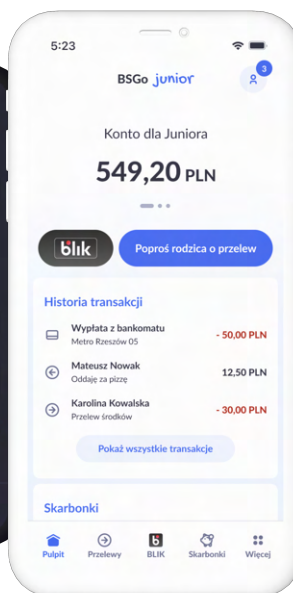 5:23
BSGo junior
3
Konto dla Juniora
549,20 PLN
blik
Poproś rodzica o przelew
Historia transakcji
Wypłata z bankomatu
- 50,00 PLN
Metro Rzeszów 05
Mateusz Nowak
12,50 PLN
Oddaję za pizzę
Karolina Kowalska
- 30,00 PLN
Przelew środków
Pokaż wszystkie transakcje
Skarbonki
Pulpit Przelewy BLIK Skarbonki Więcej